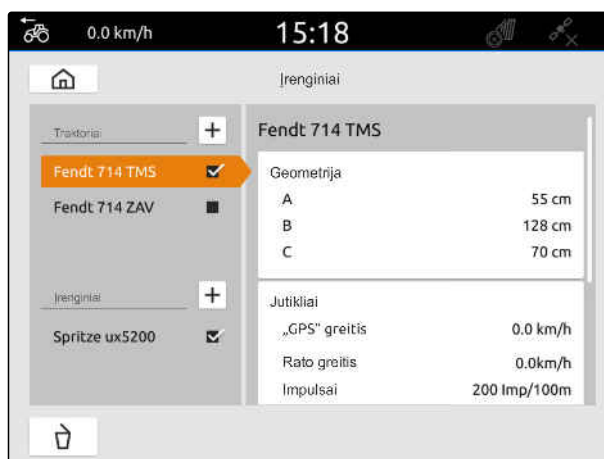 0.0 km/h 15:18
Įrenginiai
Traktoriai
Fendt 714 TMS
Fendt 714 ZAV
Įrenginiai
Spritze ux5200
Fendt 714 TMS
Geometrija
A 55 cm
B 128 cm
C 70 cm
Jutikliai
„GPS” greitis 0.0 km/h
Rato greitis 0.0km/h
Impulsai 200 Imp/100m